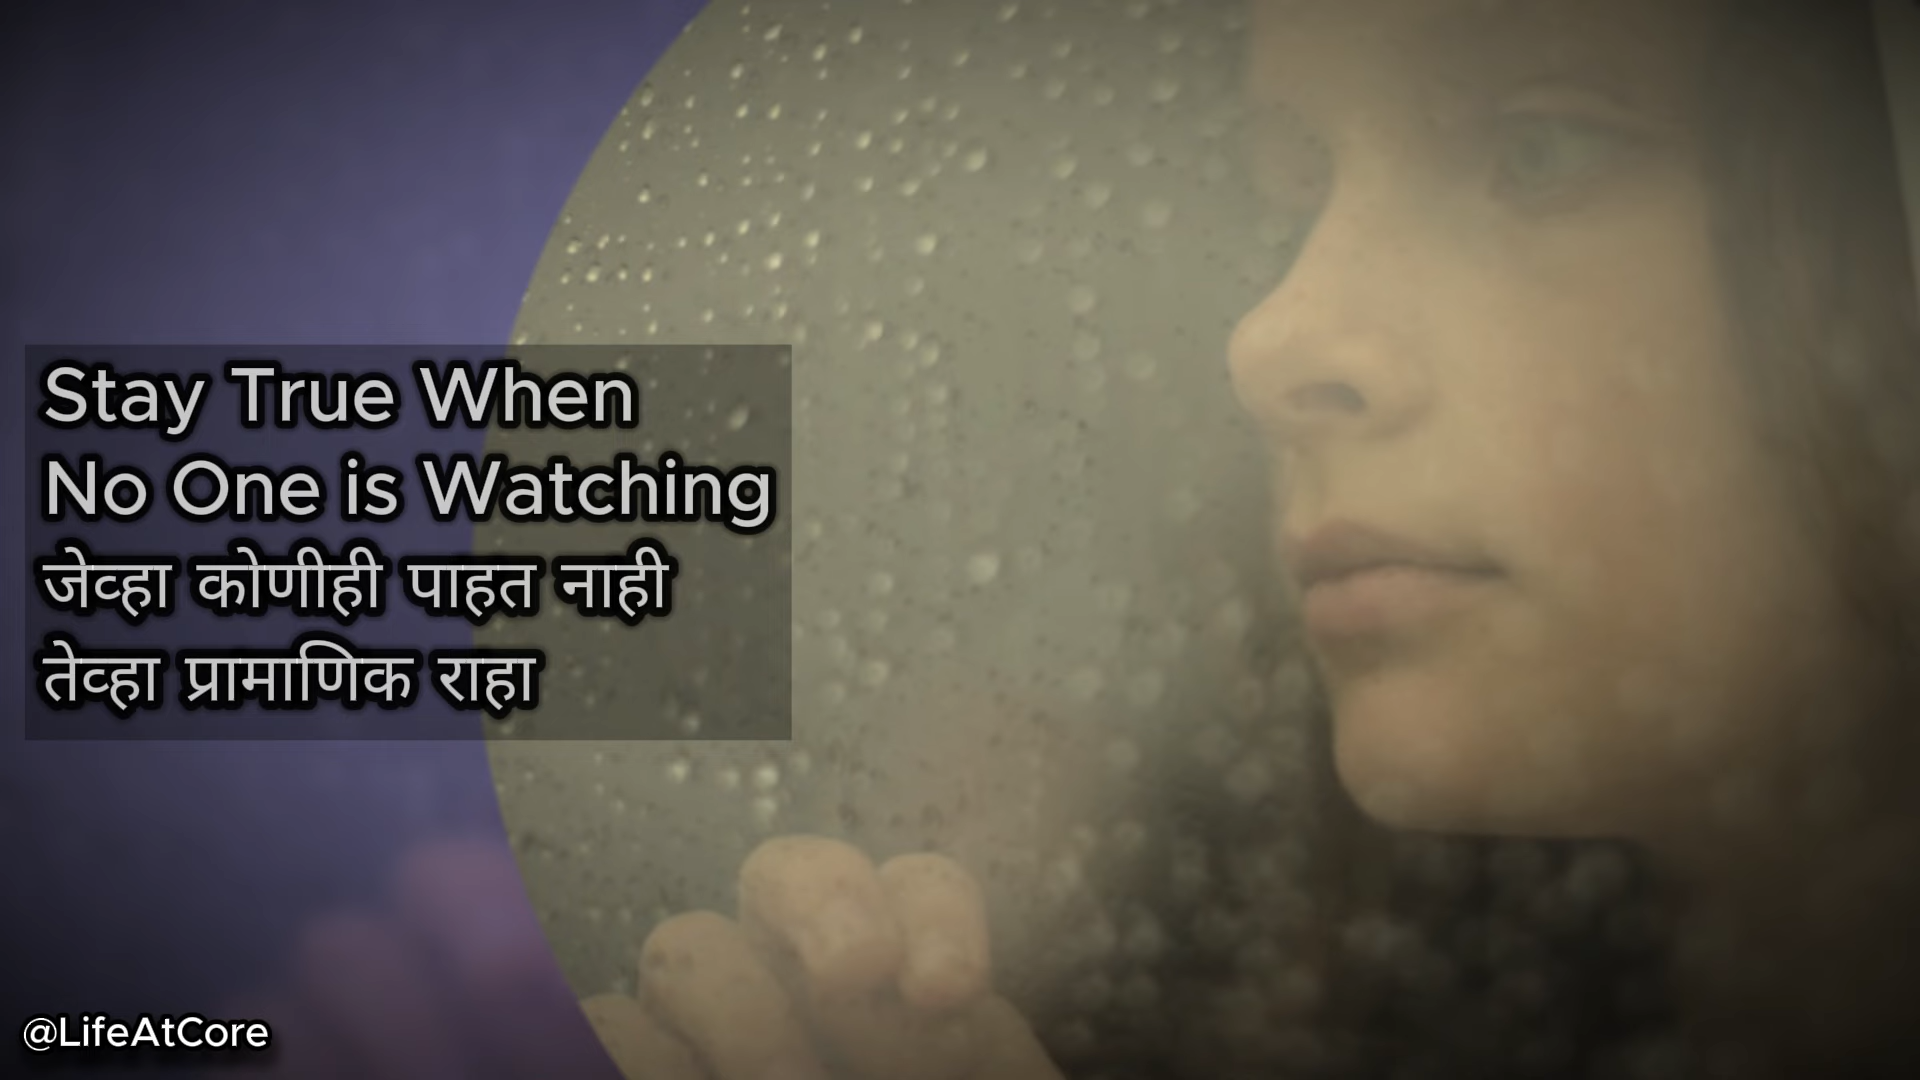 Stay True When
No One is Watching
जेव्हा कोणीही पाहत नाही
तेव्हा प्रामाणिक राहा
@LifeAtCore